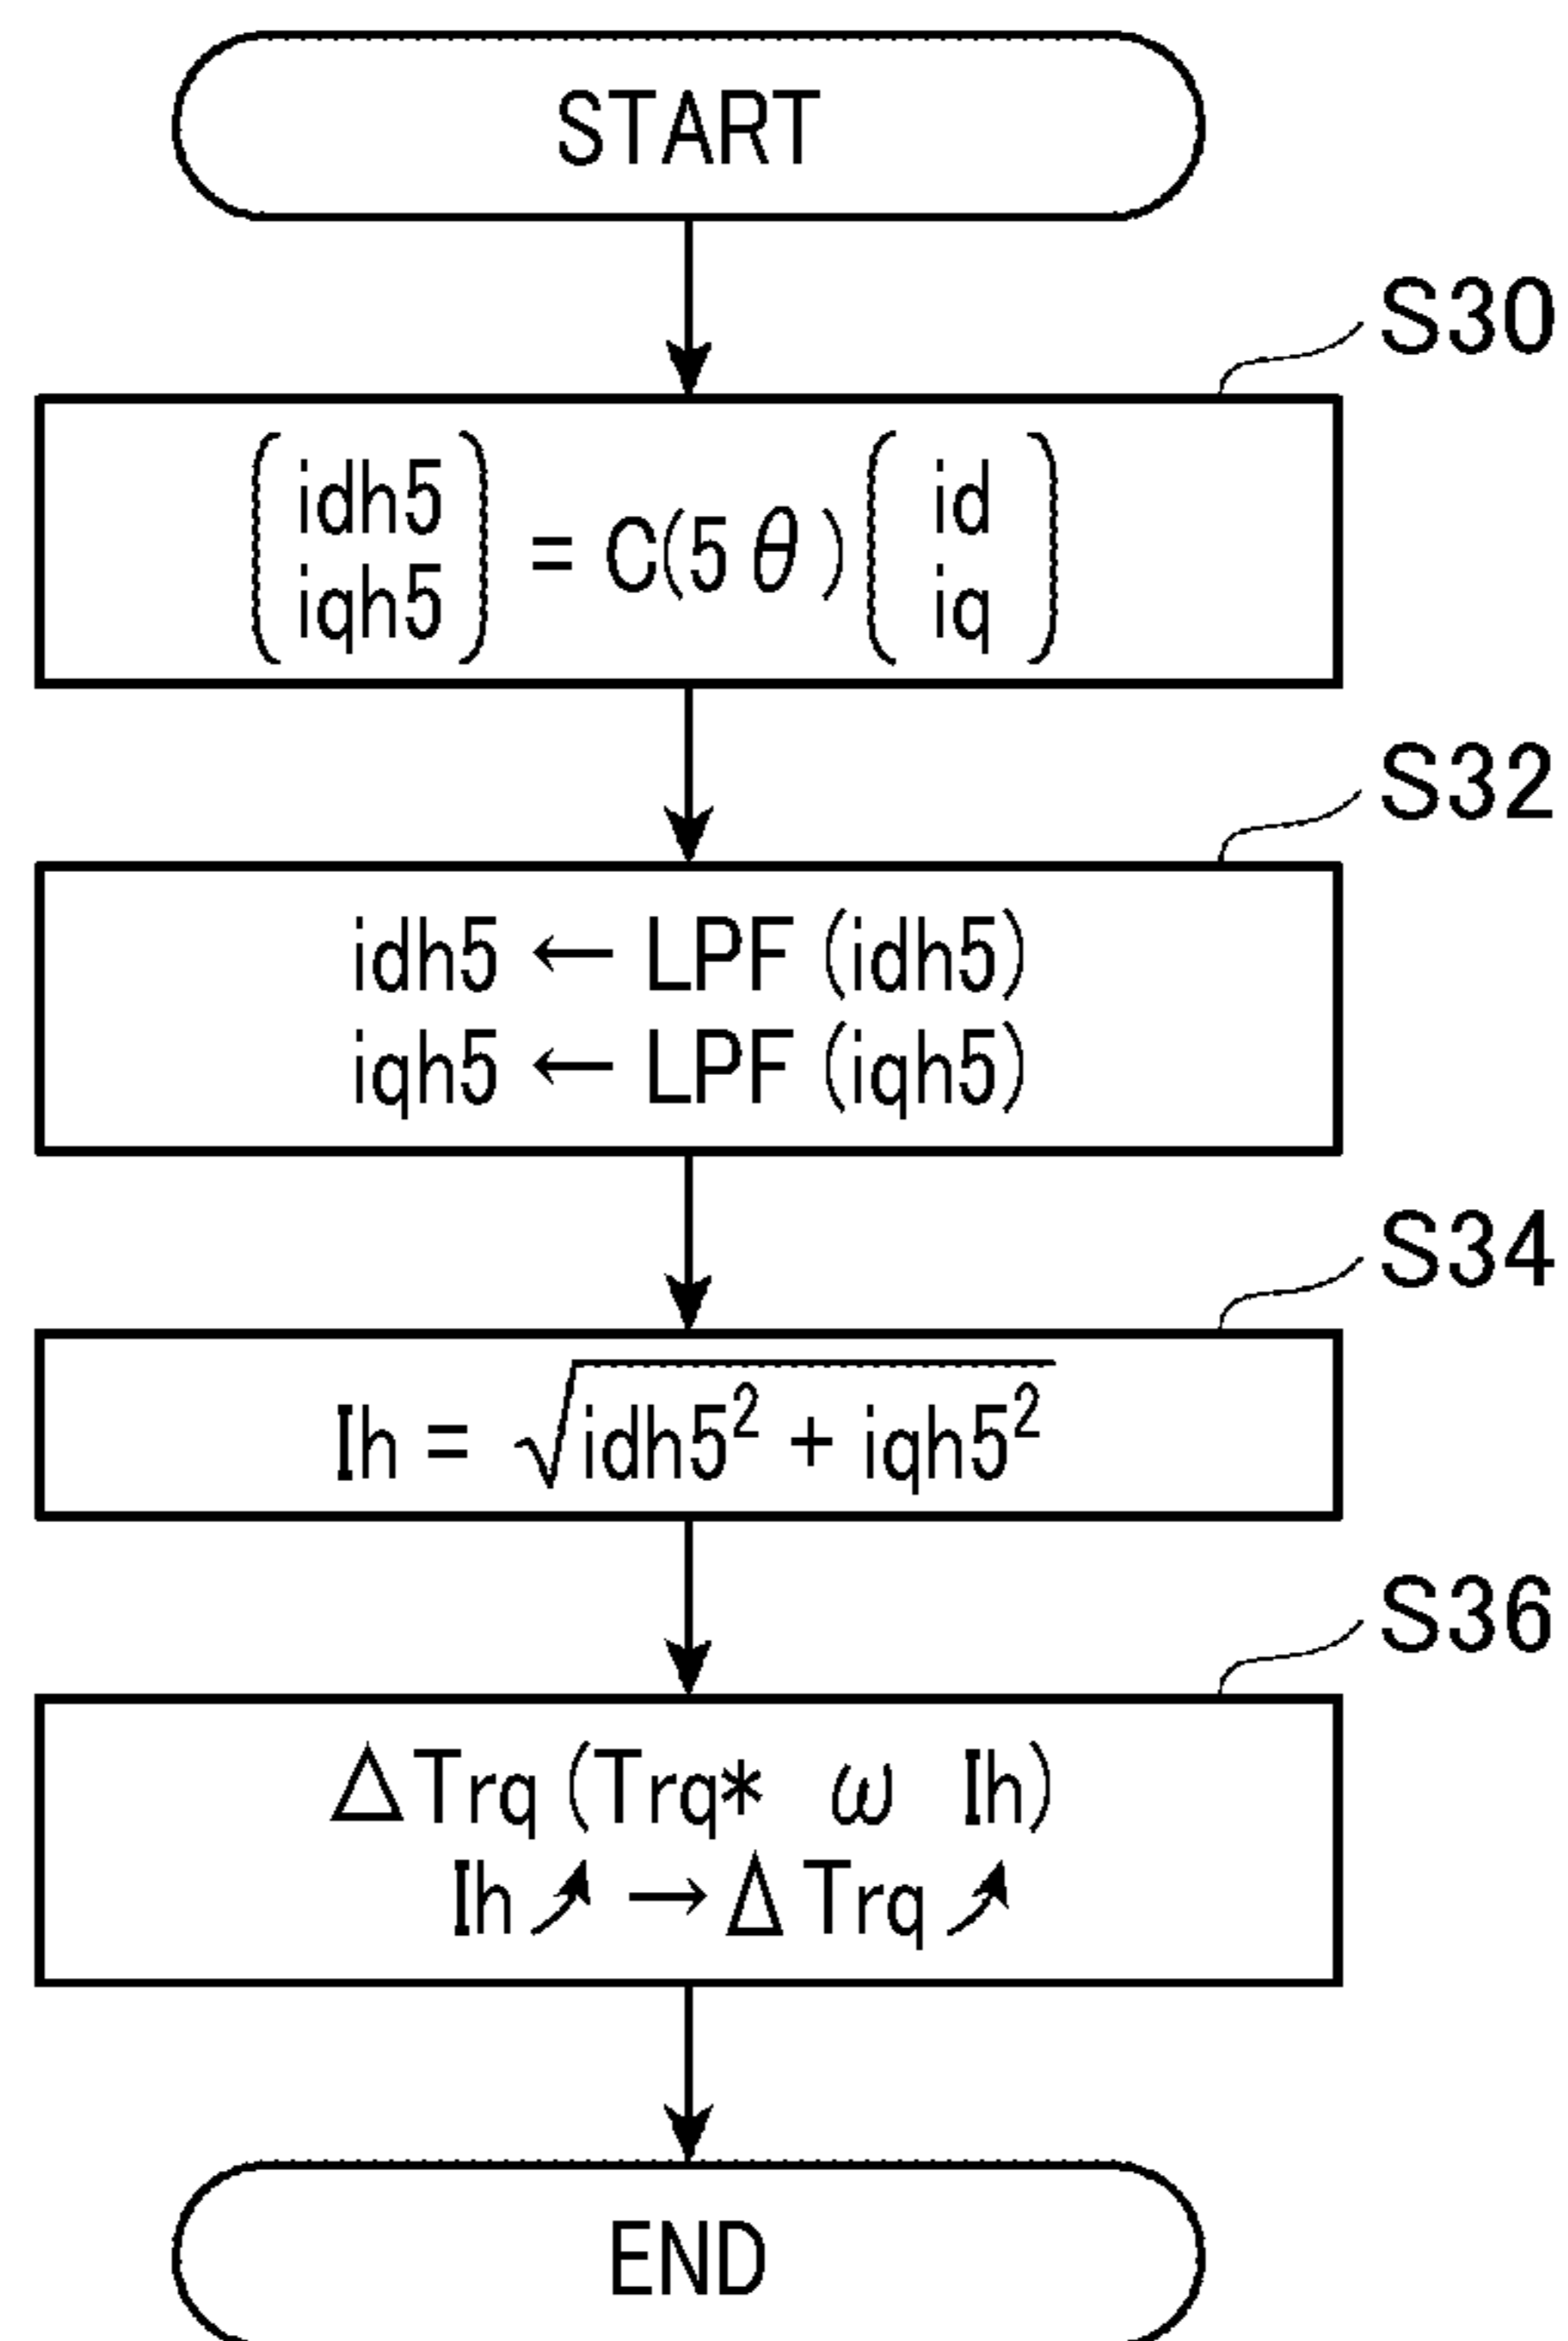 START
S30
idh5
iqh5
= C(5θ)
id
iq
S32
idh5 ← LPF (idh5)
iqh5 ← LPF (iqh5)
S34
Ih = √idh5² + iqh5²
S36
ΔTrq (Trq* ω Ih)
Ih ↗ → ΔTrq ↗
END